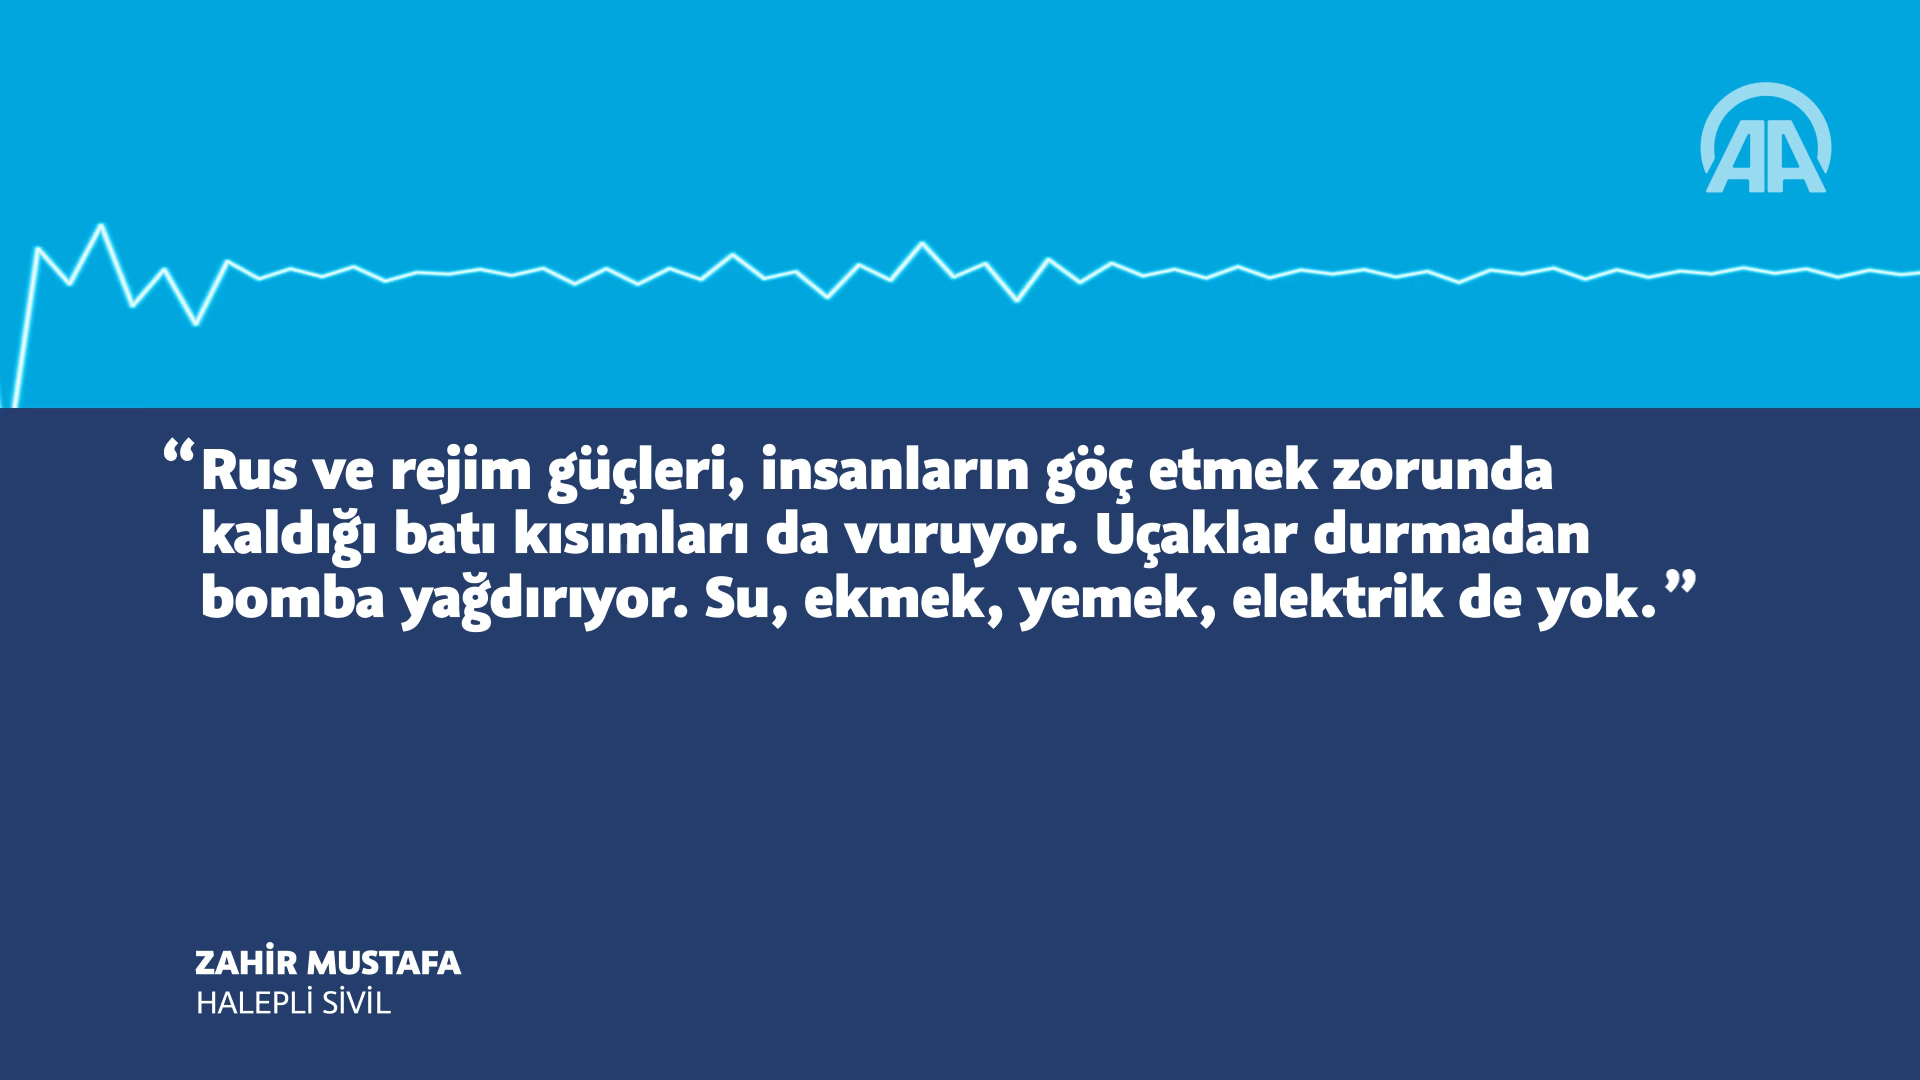 AA
“Rus ve rejim güçleri, insanların göç etmek zorunda
kaldığı batı kısımları da vuruyor. Uçaklar durmadan
bomba yağdırıyor. Su, ekmek, yemek, elektrik de yok.”
ZAHİR MUSTAFA
HALEPLİ SİVİL